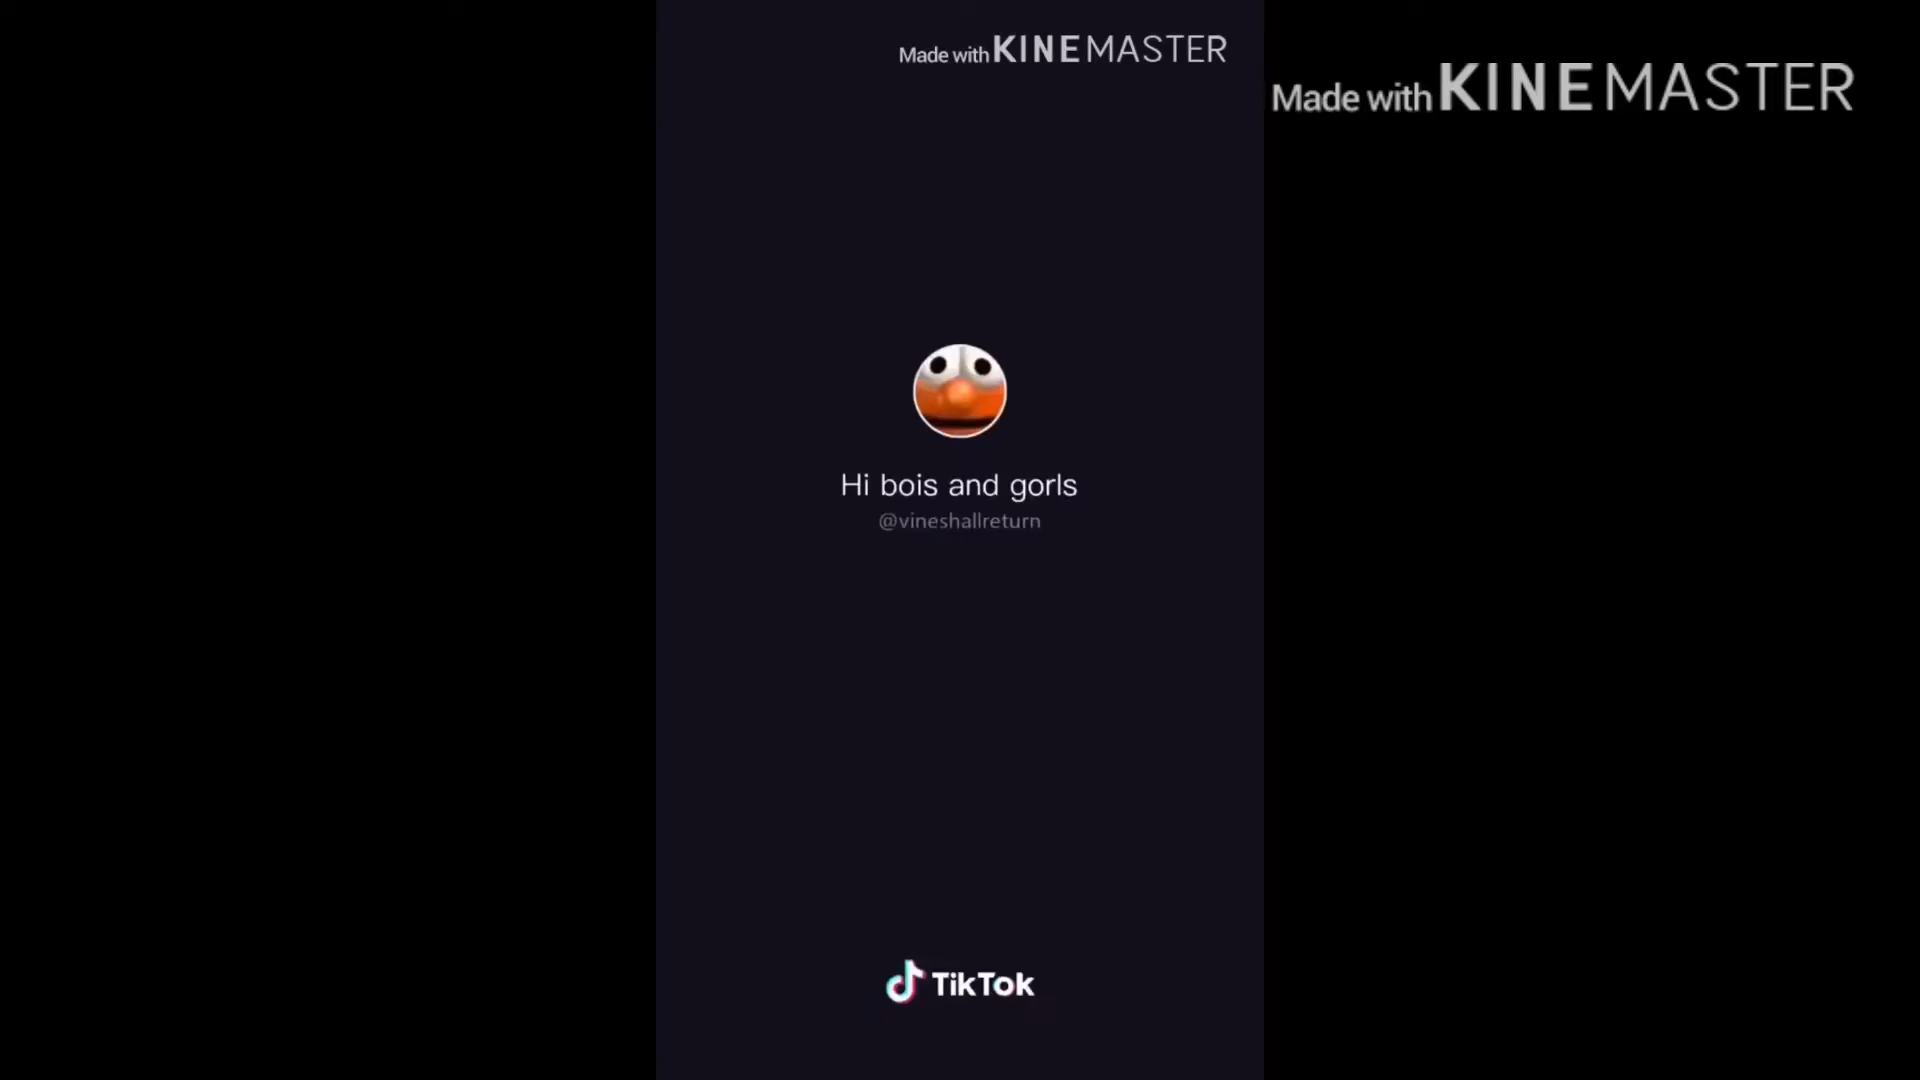 Made with KINEMASTER
Made with KINEMASTER
Hi bois and gorls
@vineshallreturn
TikTok